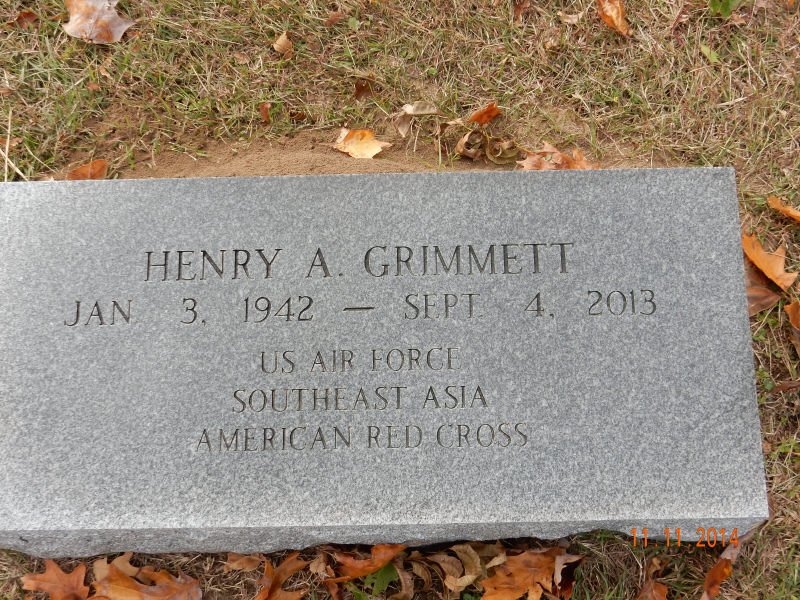 HENRY A. GRIMMETT
JAN 3, 1942 — SEPT. 4, 2013
US AIR FORCE
SOUTHEAST ASIA
AMERICAN RED CROSS
11.11.2014